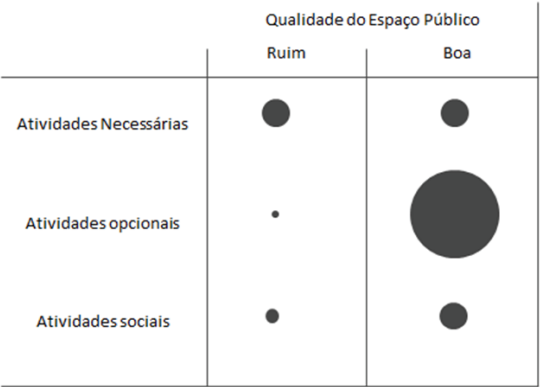 Qualidade do Espaço Público
Ruim Boa
Atividades Necessárias
Atividades opcionais
Atividades sociais